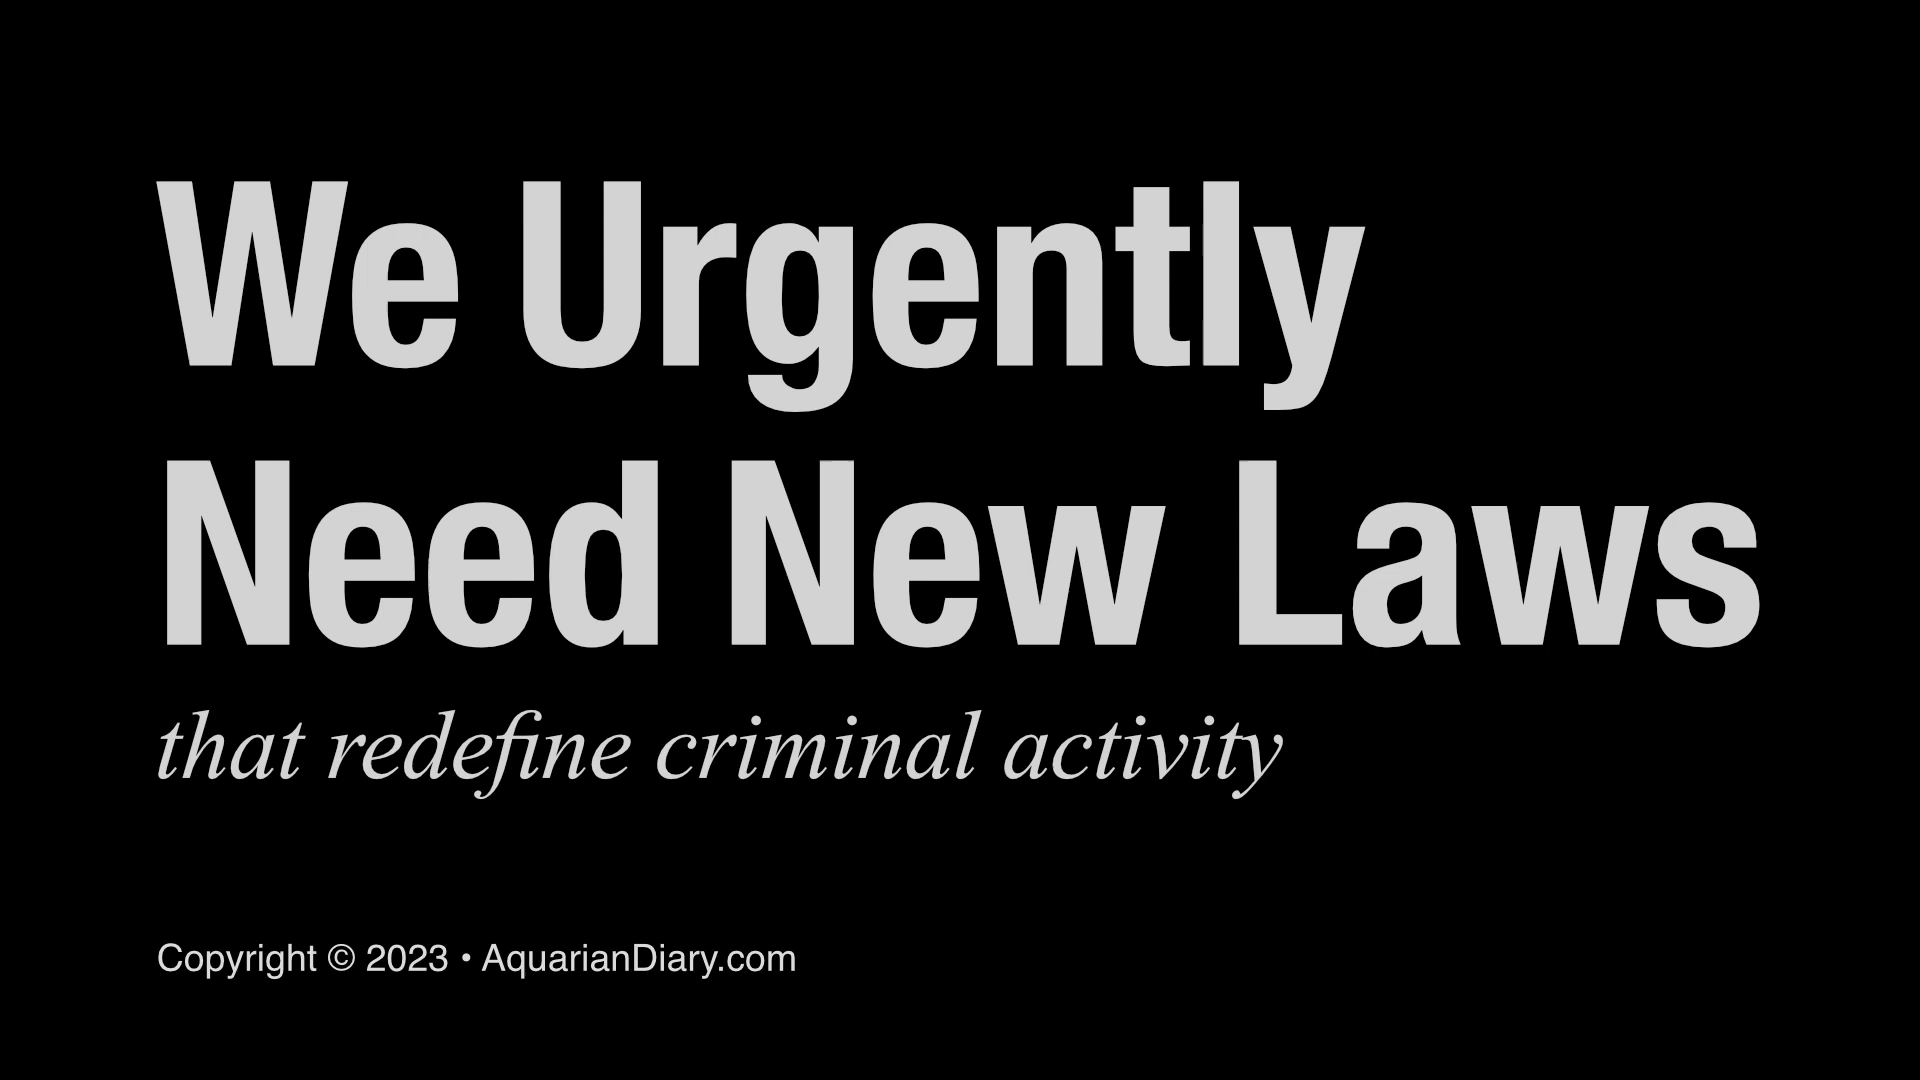 We Urgently
Need New Laws
that redefine criminal activity
Copyright © 2023 • AquarianDiary.com